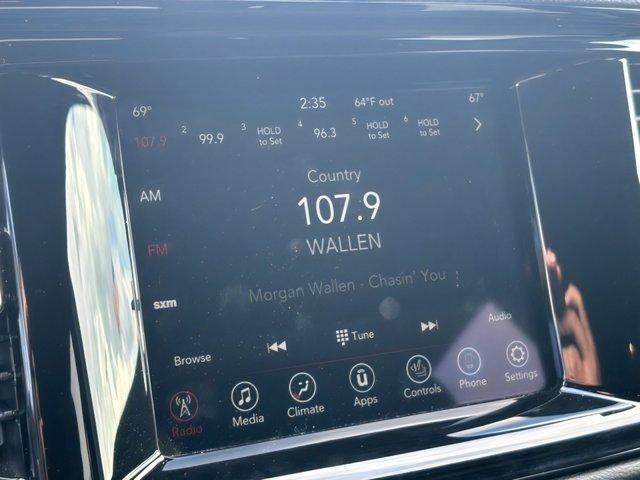 69° 2:35 64°F out 67°
107.9 2 99.9 3 HOLD to Set 4 96.3 5 HOLD to Set 6 HOLD to Set
Country
AM
107.9
FM
WALLEN
Morgan Wallen - Chasin' You
sxm
Browse Tune Audio
Radio Media Climate Apps Controls Phone Settings